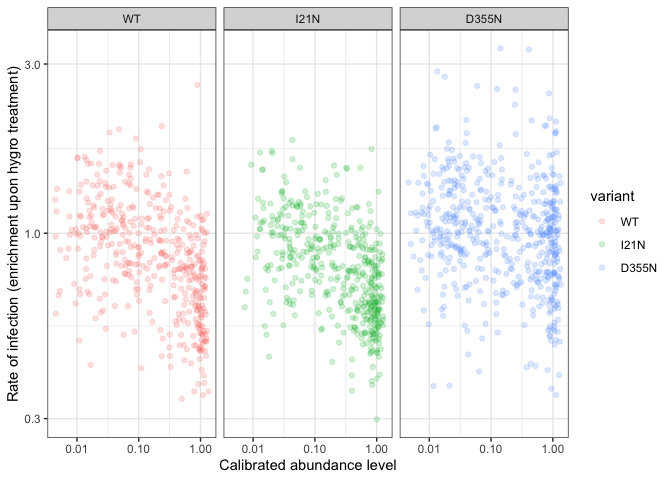 WT I21N D355N
Rate of infection (enrichment upon hygro treatment)
3.0
1.0
0.3
0.01 0.10 1.00 0.01 0.10 1.00 0.01 0.10 1.00
Calibrated abundance level
variant
WT
I21N
D355N